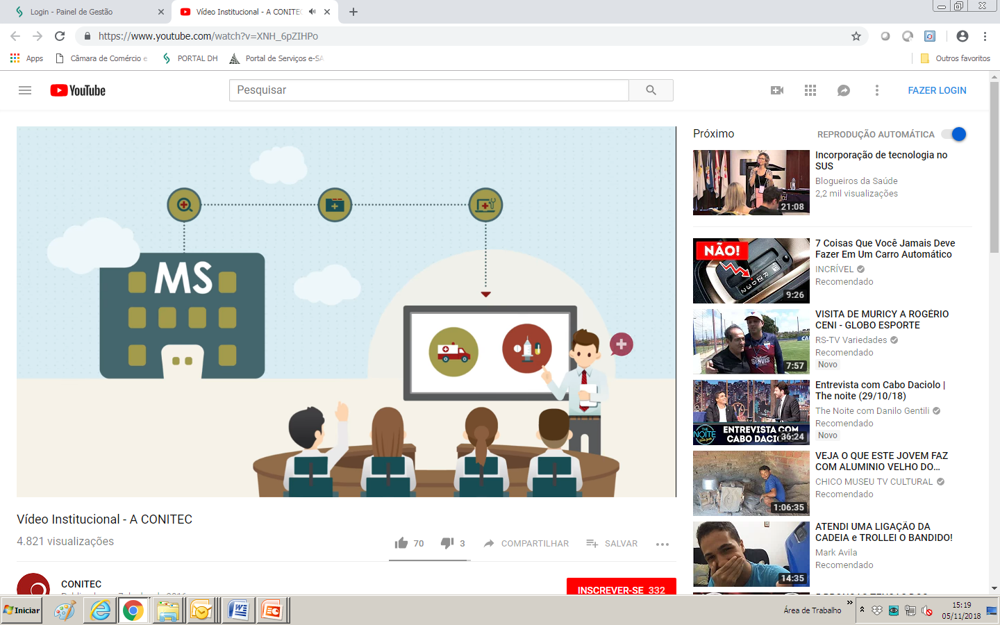 Login - Painel de Gestão
Vídeo Institucional - A CONITEC
https://www.youtube.com/watch?v=XNH_6pZIHPo
Apps
Câmara de Comércio e
PORTAL DH
Portal de Serviços e-SA
Outros favoritos
YouTube
Pesquisar
FAZER LOGIN
MS
Vídeo Institucional - A CONITEC
4.821 visualizações
70
3
COMPARTILHAR
SALVAR
CONITEC
INSCREVER-SE 332
Próximo
REPRODUÇÃO AUTOMÁTICA
21:08
Incorporação de tecnologia no
SUS
Blogueiros da Saúde
2,2 mil visualizações
NÃO!
9:26
7 Coisas Que Você Jamais Deve
Fazer Em Um Carro Automático
INCRÍVEL
Recomendado
7:57
VISITA DE MURICY A ROGÉRIO
CENI - GLOBO ESPORTE
RS-TV Variedades
Recomendado
Novo
THE NOITE
ENTREVISTA COM
CABO DACIO
36:24
Entrevista com Cabo Daciolo |
The noite (29/10/18)
The Noite com Danilo Gentili
Recomendado
Novo
1:06:35
VEJA O QUE ESTE JOVEM FAZ
COM ALUMINIO VELHO DO...
CHICO MUSEU TV CULTURAL
Recomendado
14:35
ATENDI UMA LIGAÇÃO DA
CADEIA e TROLLEI O BANDIDO!
Mark Avila
Recomendado
Iniciar
Área de Trabalho
15:19
05/11/2018